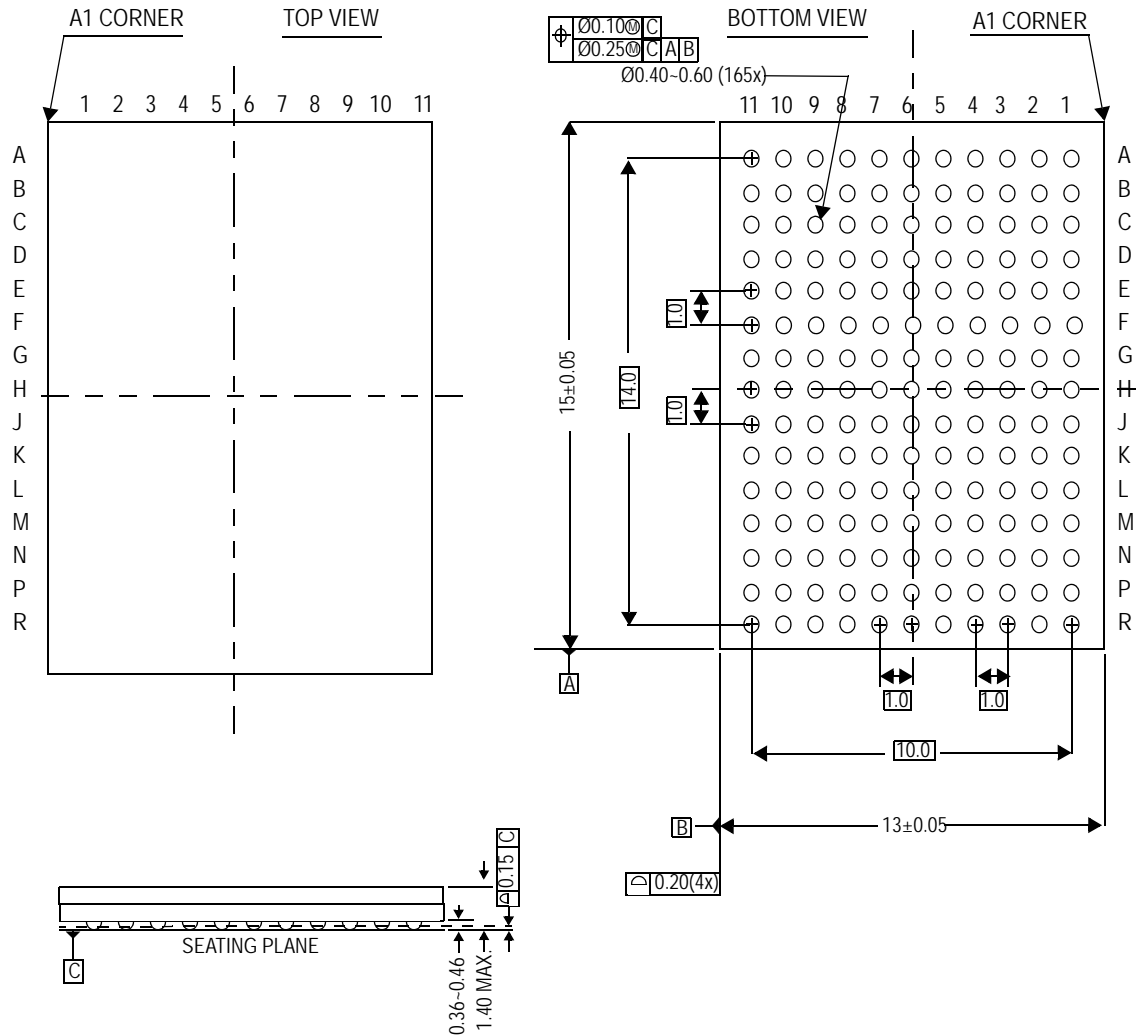 A1 CORNER
TOP VIEW
1 2 3 4 5 6 7 8 9 10 11
A
B
C
D
E
F
G
H
J
K
L
M
N
P
R
BOTTOM VIEW
A1 CORNER
Ø0.10Ⓜ C
Ø0.25Ⓜ C A B
Ø0.40~0.60 (165x)
11 10 9 8 7 6 5 4 3 2 1
A
B
C
D
E
F
G
H
J
K
L
M
N
P
R
1.0
1.0
14.0
15±0.05
A
1.0
1.0
10.0
B
13±0.05
0.20(4x)
0.15 C
SEATING PLANE
C
0.36~0.46
1.40 MAX.